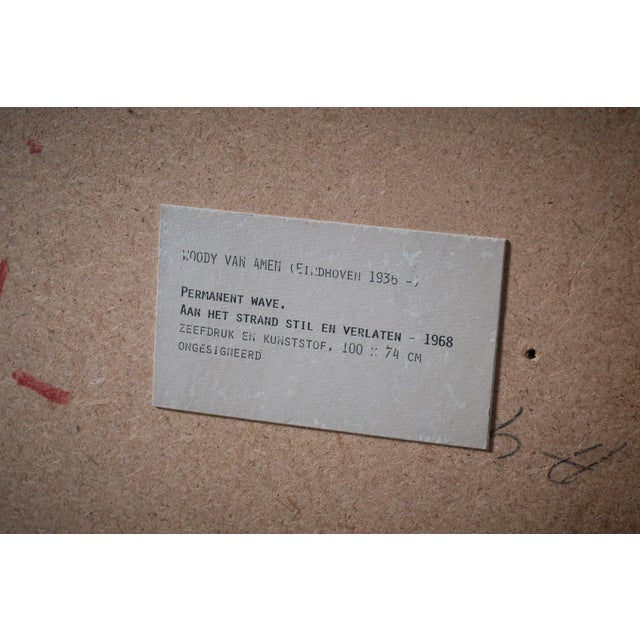 WOODY VAN AMEN (EINDHOVEN 1936 -)
PERMANENT WAVE.
AAN HET STRAND STIL EN VERLATEN - 1968
ZEEFDRUK EN KUNSTSTOF, 100 X 74 CM
ONGESIGNEERD